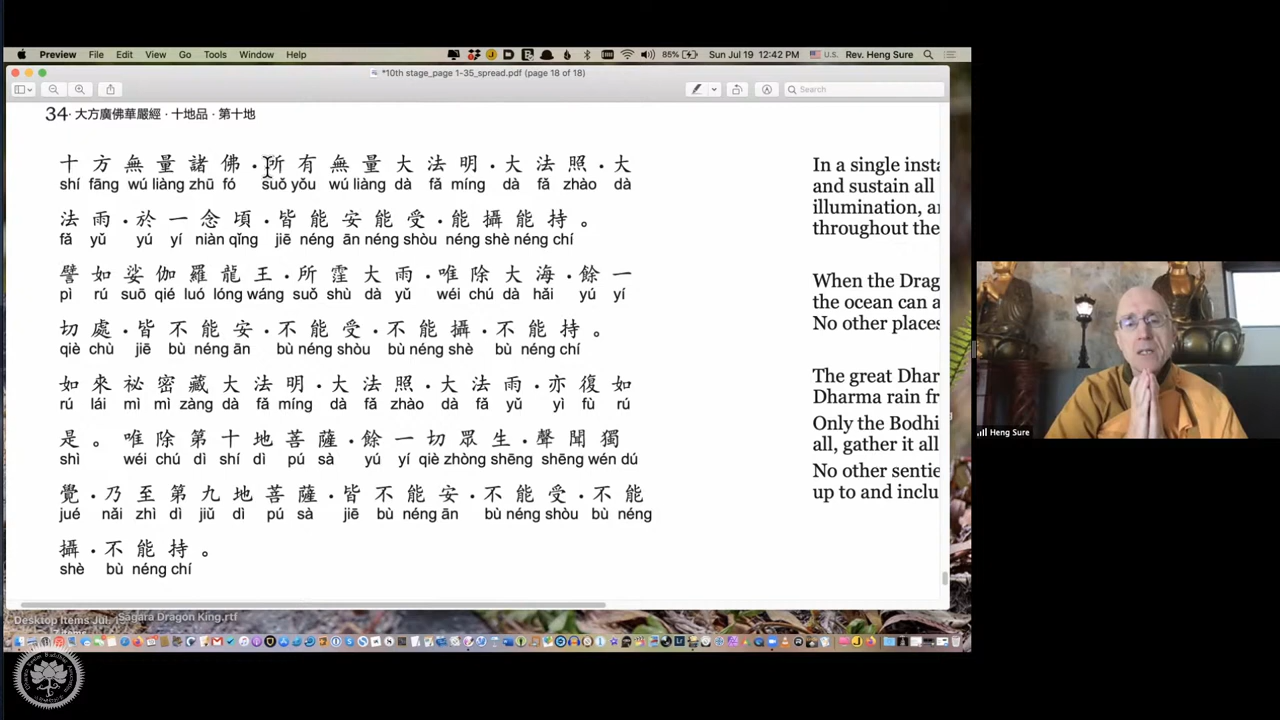 Preview File Edit View Go Tools Window Help 85% Sun Jul 19 12:42 PM U.S. Rev. Heng Sure
*10th stage_page 1-35_spread.pdf (page 18 of 18)
Search
34· 大方廣佛華嚴經 · 十地品 · 第十地
十方無量諸佛·所有無量大法明·大法照·大
shí fāng wú liàng zhū fó suǒ yǒu wú liàng dà fǎ míng dà fǎ zhào dà
法雨·於一念頃·皆能安能受·能攝能持。
fǎ yǔ yú yí niàn qǐng jiē néng ān néng shòu néng shè néng chí
譬如娑伽羅龍王·所霔大雨·唯除大海·餘一
pì rú suō qié luó lóng wáng suǒ shù dà yǔ wéi chú dà hǎi yú yí
切處·皆不能安·不能受·不能攝·不能持。
qiè chù jiē bù néng ān bù néng shòu bù néng shè bù néng chí
如來祕密藏大法明·大法照·大法雨·亦復如
rú lái mì mì zàng dà fǎ míng dà fǎ zhào dà fǎ yǔ yì fù rú
是。唯除第十地菩薩·餘一切眾生·聲聞獨
shì wéi chú dì shí dì pú sà yú yí qiè zhòng shēng shēng wén dú
覺·乃至第九地菩薩·皆不能安·不能受·不能
jué nǎi zhì dì jiǔ dì pú sà jiē bù néng ān bù néng shòu bù néng
攝·不能持。
shè bù néng chí
In a single insta
and sustain all
illumination, a
throughout the
When the Drag
the ocean can a
No other places
The great Dhar
Dharma rain fr
Only the Bodhi
all, gather it all
No other sentie
up to and inclu
Heng Sure
Desktop Items Jul.
Sagara Dragon King.rtf